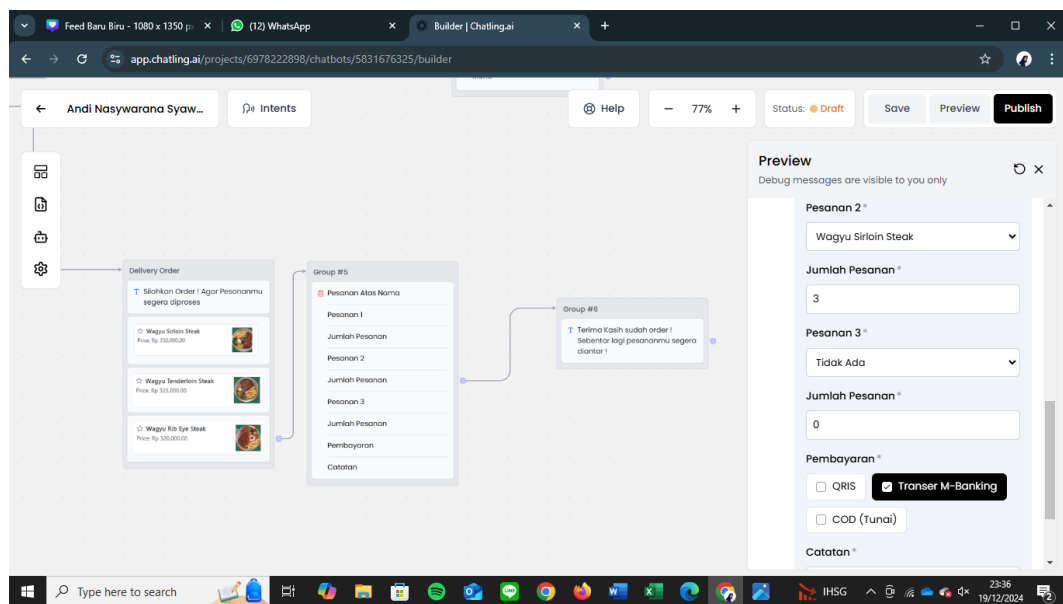 Feed Baru Biru - 1080 x 1350 p
(12) WhatsApp
Builder | Chatling.ai
app.chatling.ai/projects/6978222898/chatbots/5831676325/builder
Andi Nasywarana Syaw...
Intents
Help
77%
Status: Draft
Save
Preview
Publish
Delivery Order
Silahkan Order ! Agar Pesananmu
segera diproses
Wagyu Sirloin Steak
Wagyu Tenderloin Steak
Price: Rp 325,000.00
Wagyu Rib Eye Steak
Price: Rp 320,000.00
Group #5
Pesanan Atas Nama
Pesanan 1
Jumlah Pesanan
Pesanan 2
Jumlah Pesanan
Pesanan 3
Jumlah Pesanan
Pembayaran
Catatan
Group #6
Terima Kasih sudah order !
Sebentar lagi pesananmu segera
diantar !
Preview
Debug messages are visible to you only
Pesanan 2 *
Wagyu Sirloin Steak
Jumlah Pesanan *
3
Pesanan 3 *
Tidak Ada
Jumlah Pesanan *
0
Pembayaran *
QRIS
Transer M-Banking
COD (Tunai)
Catatan *
Type here to search
IHSG
23:36
19/12/2024